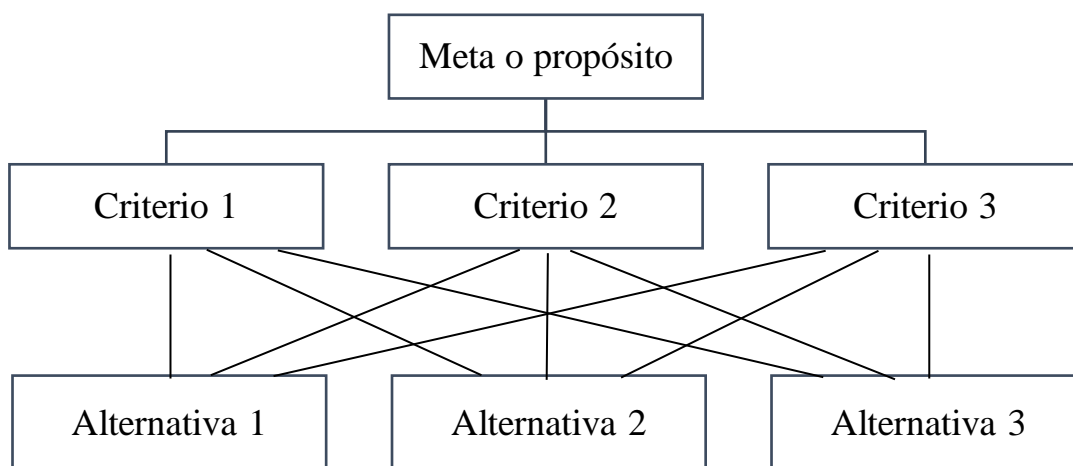 Meta o propósito
Criterio 1
Criterio 2
Criterio 3
Alternativa 1
Alternativa 2
Alternativa 3